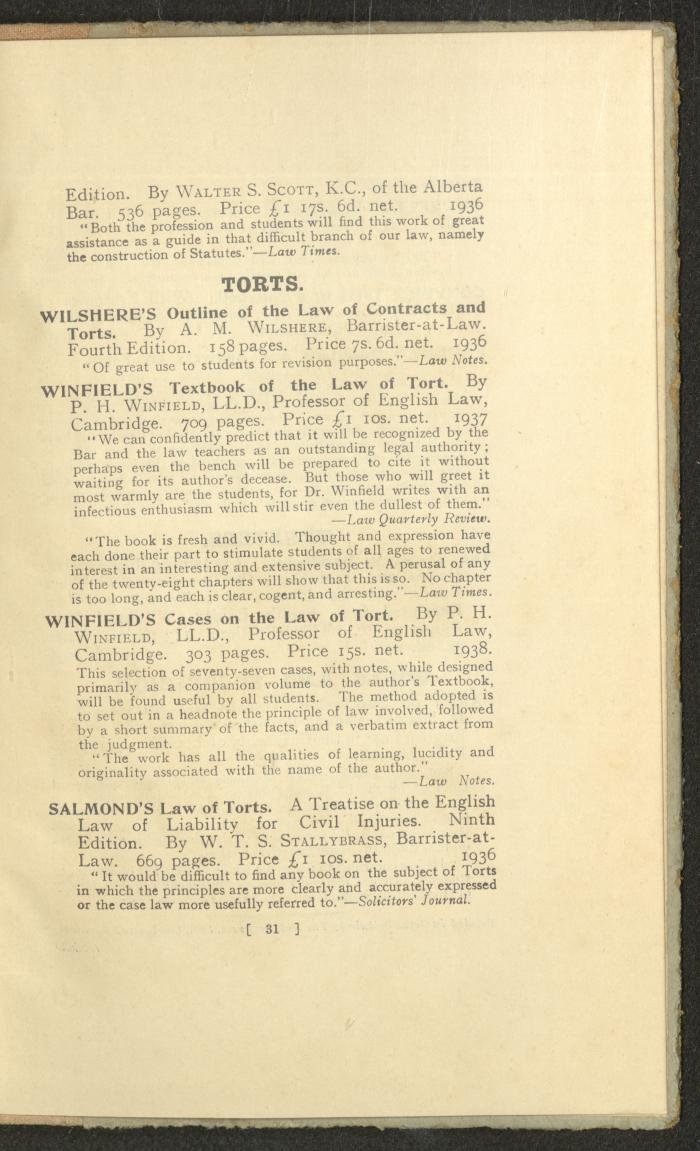 Edition. By WALTER S. SCOTT, K.C., of the Alberta
Bar. 536 pages. Price £1 17s. 6d. net. 1936
“Both the profession and students will find this work of great
assistance as a guide in that difficult branch of our law, namely
the construction of Statutes.”—Law Times.
TORTS.
WILSHERE'S Outline of the Law of Contracts and
Torts. By A. M. WILSHERE, Barrister-at-Law.
Fourth Edition. 158 pages. Price 7s. 6d. net. 1936
“Of great use to students for revision purposes.”—Law Notes.
WINFIELD'S Textbook of the Law of Tort. By
P. H. WINFIELD, LL.D., Professor of English Law,
Cambridge. 709 pages. Price £1 10s. net. 1937
“We can confidently predict that it will be recognized by the
Bar and the law teachers as an outstanding legal authority;
perhaps even the bench will be prepared to cite it without
waiting for its author's decease. But those who will greet it
most warmly are the students, for Dr. Winfield writes with an
infectious enthusiasm which will stir even the dullest of them.”
—Law Quarterly Review.
“The book is fresh and vivid. Thought and expression have
each done their part to stimulate students of all ages to renewed
interest in an interesting and extensive subject. A perusal of any
of the twenty-eight chapters will show that this is so. No chapter
is too long, and each is clear, cogent, and arresting.”—Law Times.
WINFIELD'S Cases on the Law of Tort. By P. H.
WINFIELD, LL.D., Professor of English Law,
Cambridge. 303 pages. Price 15s. net. 1938.
This selection of seventy-seven cases, with notes, while designed
primarily as a companion volume to the author's Textbook,
will be found useful by all students. The method adopted is
to set out in a headnote the principle of law involved, followed
by a short summary of the facts, and a verbatim extract from
the judgment.
“The work has all the qualities of learning, lucidity and
originality associated with the name of the author.”
—Law Notes.
SALMOND'S Law of Torts. A Treatise on the English
Law of Liability for Civil Injuries. Ninth
Edition. By W. T. S. STALLYBRASS, Barrister-at-
Law. 669 pages. Price £1 10s. net. 1936
“It would be difficult to find any book on the subject of Torts
in which the principles are more clearly and accurately expressed
or the case law more usefully referred to.”—Solicitors' Journal.
[ 31 ]